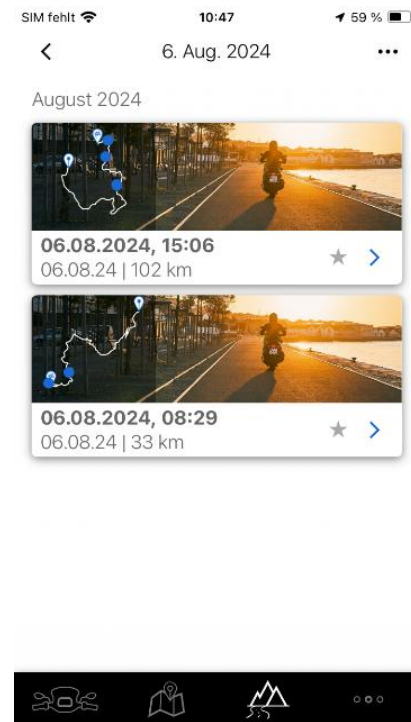 SIM fehlt 10:47 59 %
6. Aug. 2024
August 2024
06.08.2024, 15:06
06.08.24 | 102 km
06.08.2024, 08:29
06.08.24 | 33 km